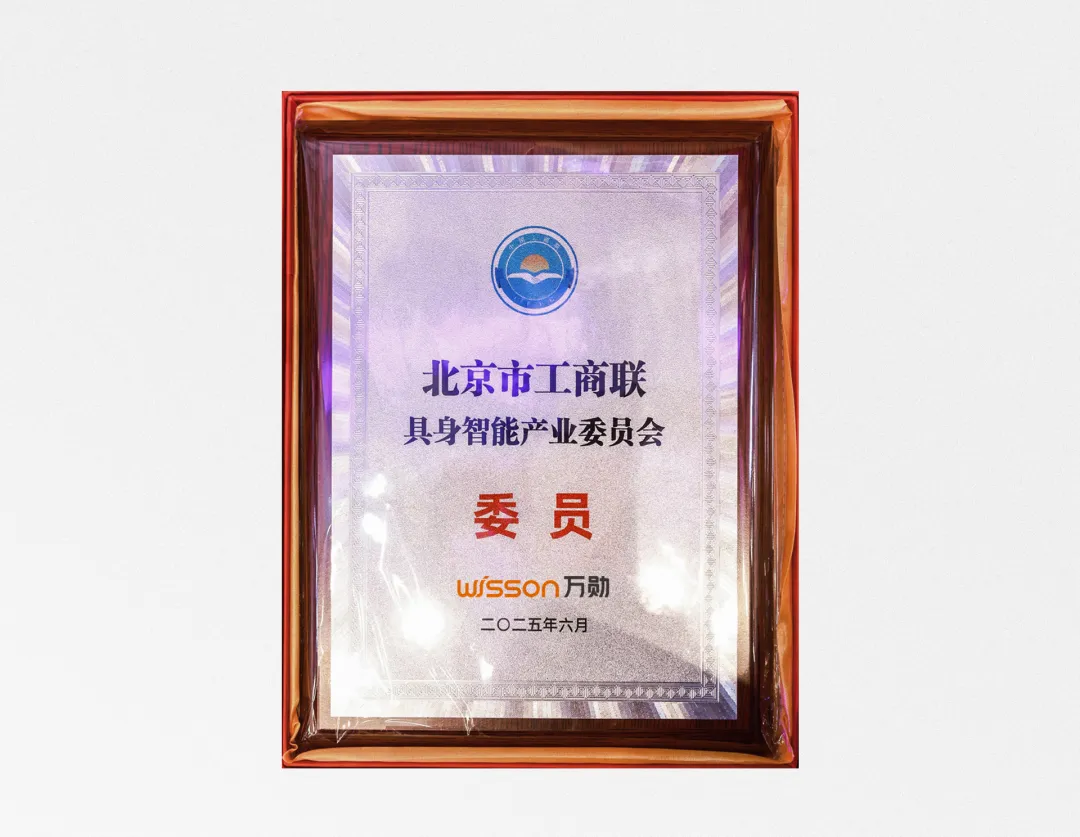 北京市工商联
具身智能产业委员会
委员
wisson万勋
二〇二五年六月